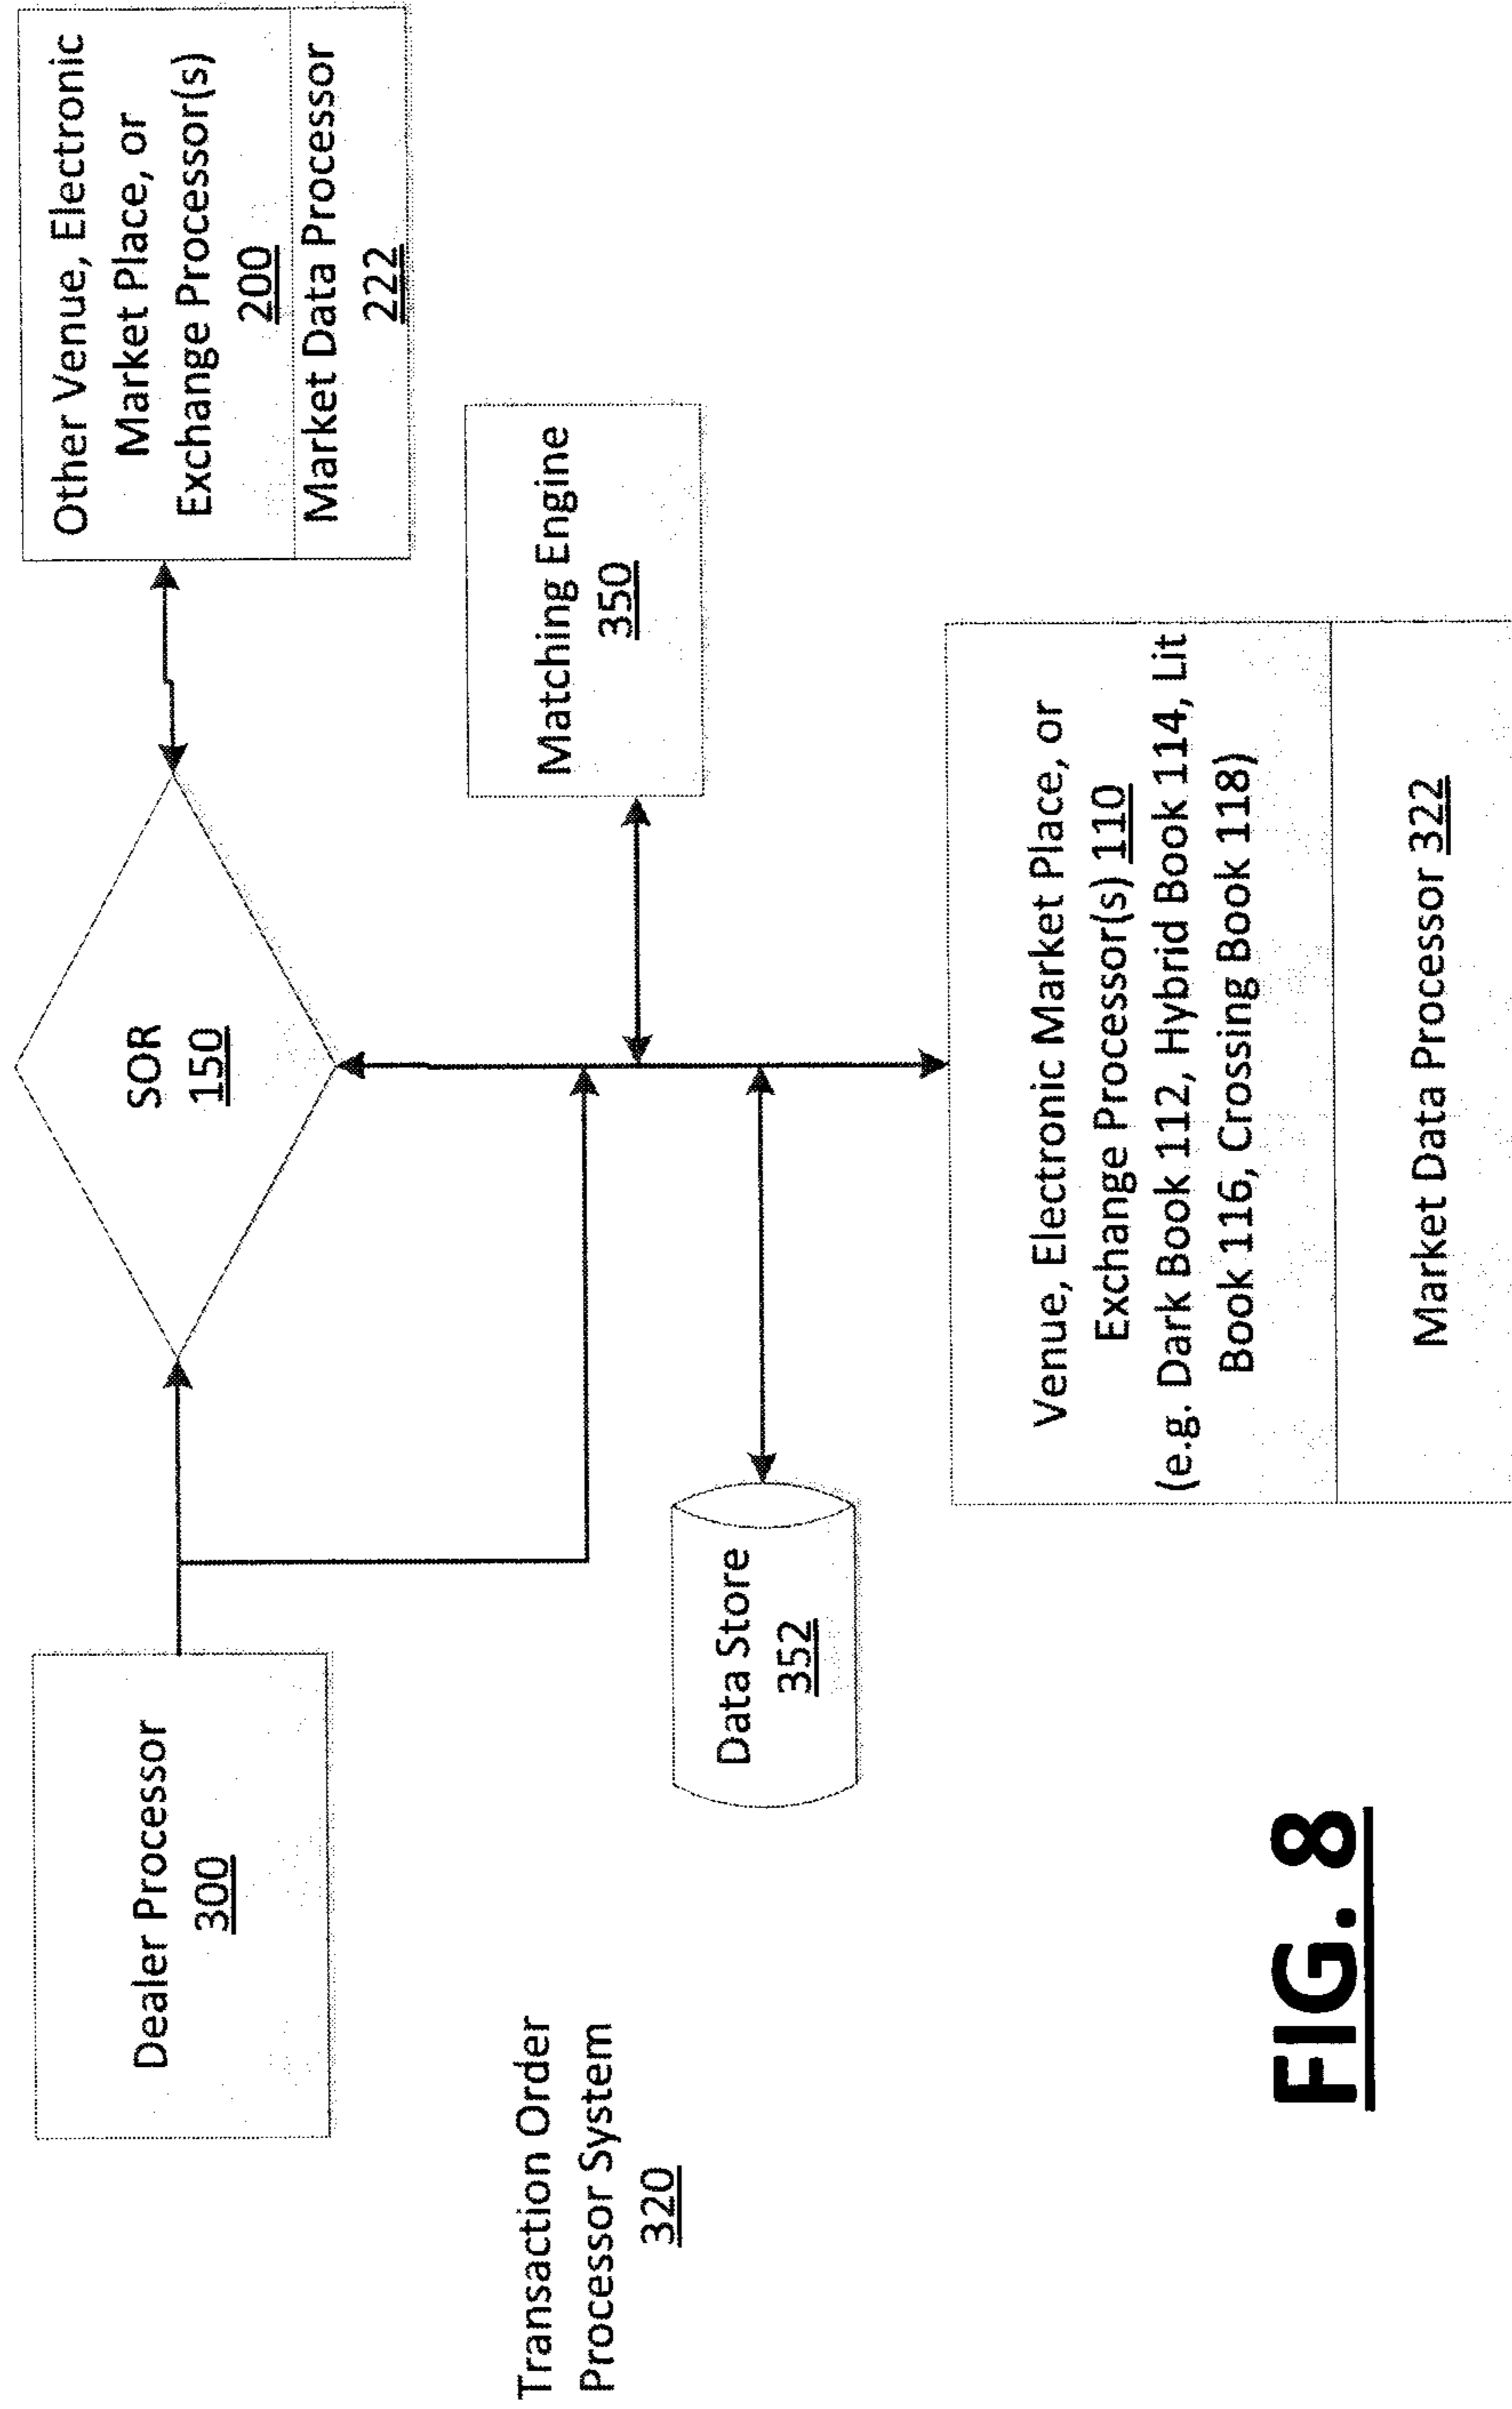 Dealer Processor
300
SOR
150
Other Venue, Electronic
Market Place, or
Exchange Processor(s)
200
Market Data Processor
222
Transaction Order
Processor System
320
Matching Engine
350
Data Store
352
Venue, Electronic Market Place, or
Exchange Processor(s) 110
(e.g. Dark Book 112, Hybrid Book 114, Lit
Book 116, Crossing Book 118)
Market Data Processor 322
FIG. 8